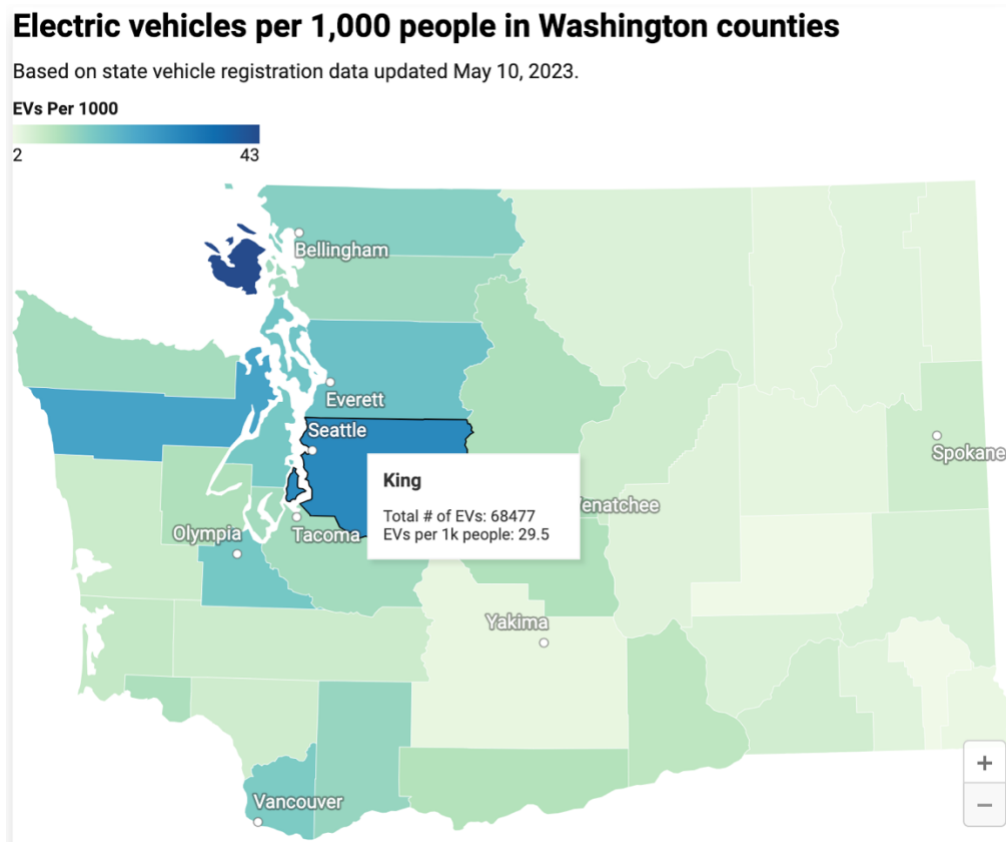 Electric vehicles per 1,000 people in Washington counties
Based on state vehicle registration data updated May 10, 2023.
EVs Per 1000
2 43
Bellingham
Everett
Seattle
King
Total # of EVs: 68477
EVs per 1k people: 29.5
Spokane
enatchee
Olympia
Tacoma
Yakima
Vancouver
+
−